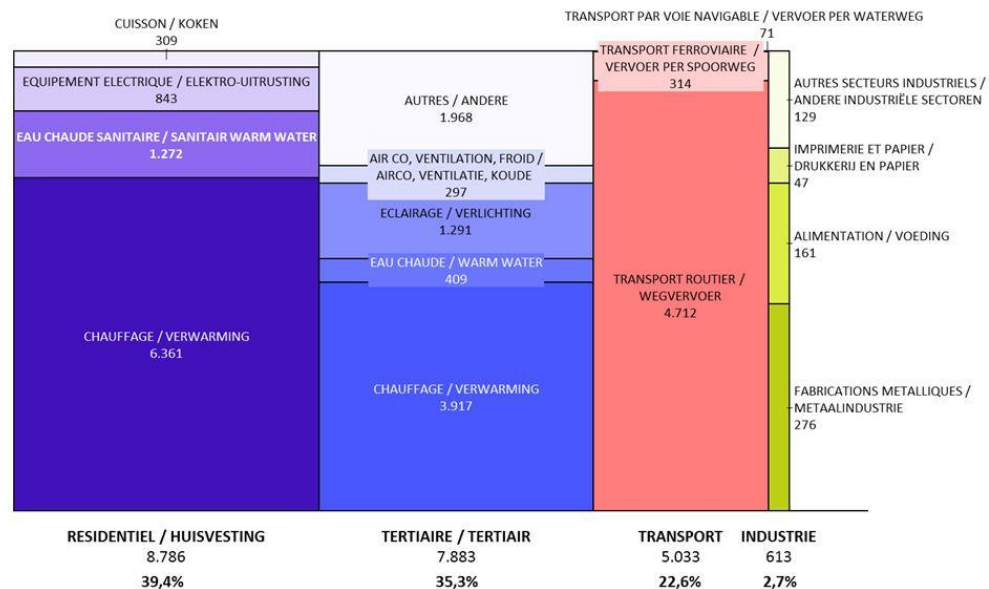 CUISSON / KOKEN
309
EQUIPEMENT ELECTRIQUE / ELEKTRO-UITRUSTING
843
EAU CHAUDE SANITAIRE / SANITAIR WARM WATER
1.272
CHAUFFAGE / VERWARMING
6.361
AUTRES / ANDERE
1.968
AIR CO, VENTILATION, FROID /
AIRCO, VENTILATIE, KOUDE
297
ECLAIRAGE / VERLICHTING
1.291
EAU CHAUDE / WARM WATER
409
CHAUFFAGE / VERWARMING
3.917
TRANSPORT PAR VOIE NAVIGABLE / VERVOER PER WATERWEG
71
TRANSPORT FERROVIAIRE /
VERVOER PER SPOORWEG
314
TRANSPORT ROUTIER /
WEGVERVOER
4.712
AUTRES SECTEURS INDUSTRIELS /
ANDERE INDUSTRIËLE SECTOREN
129
IMPRIMERIE ET PAPIER /
DRUKKERIJ EN PAPIER
47
ALIMENTATION / VOEDING
161
FABRICATIONS METALLIQUES /
METAALINDUSTRIE
276
RESIDENTIEL / HUISVESTING
8.786
39,4%
TERTIAIRE / TERTIAIR
7.883
35,3%
TRANSPORT
5.033
22,6%
INDUSTRIE
613
2,7%